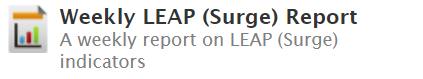 Weekly LEAP (Surge) Report
A weekly report on LEAP (Surge)
indicators